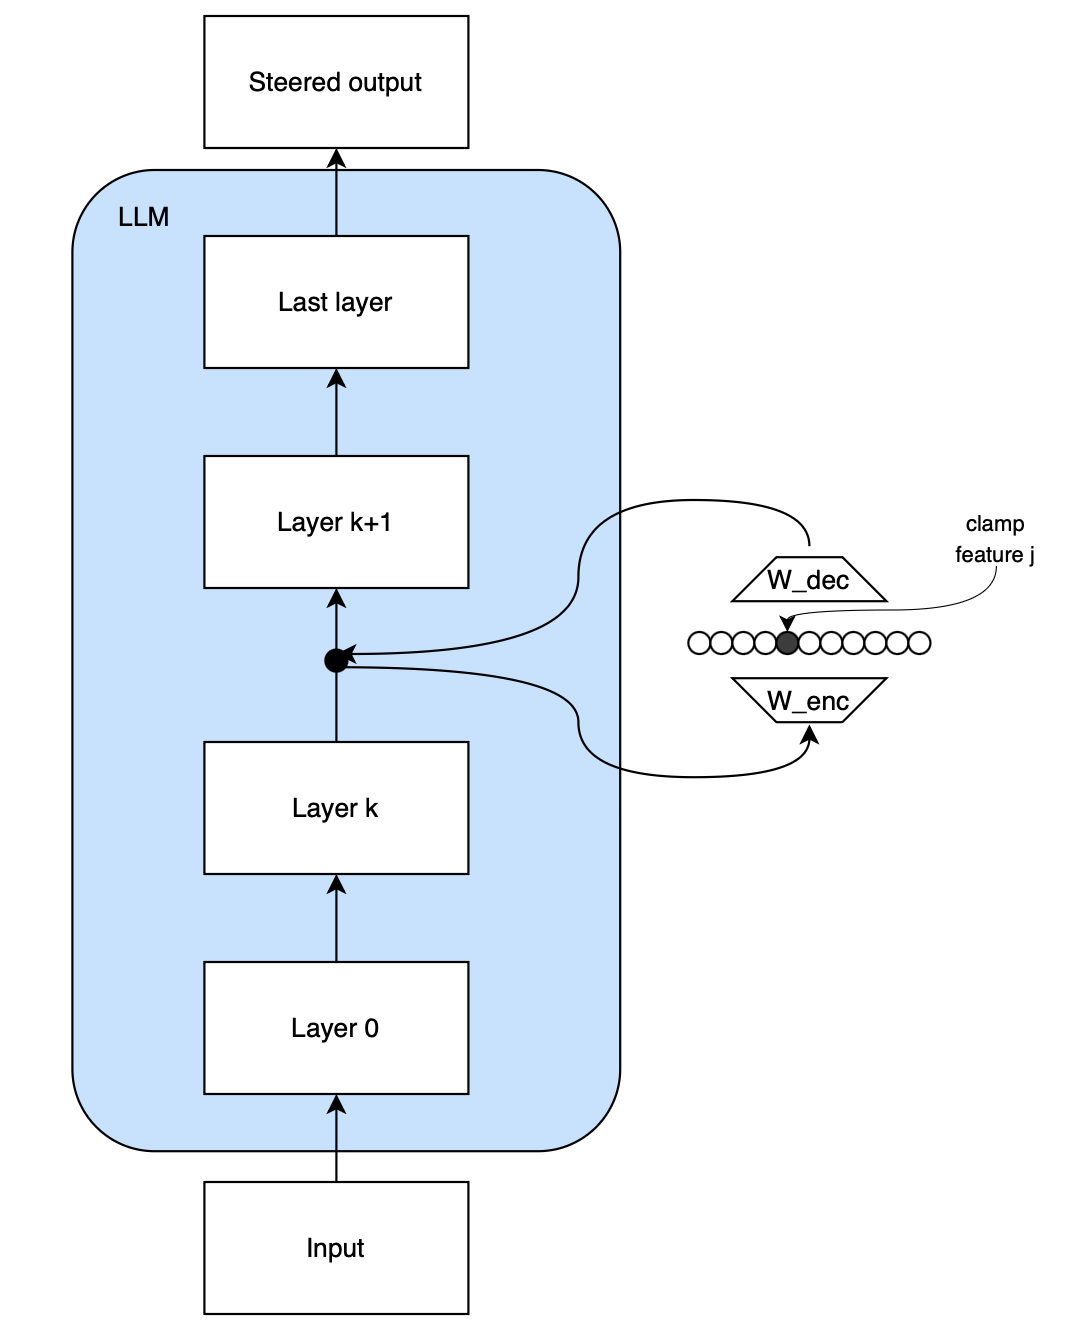 Steered output
LLM
Last layer
Layer k+1
clamp
feature j
W_dec
W_enc
Layer k
Layer 0
Input